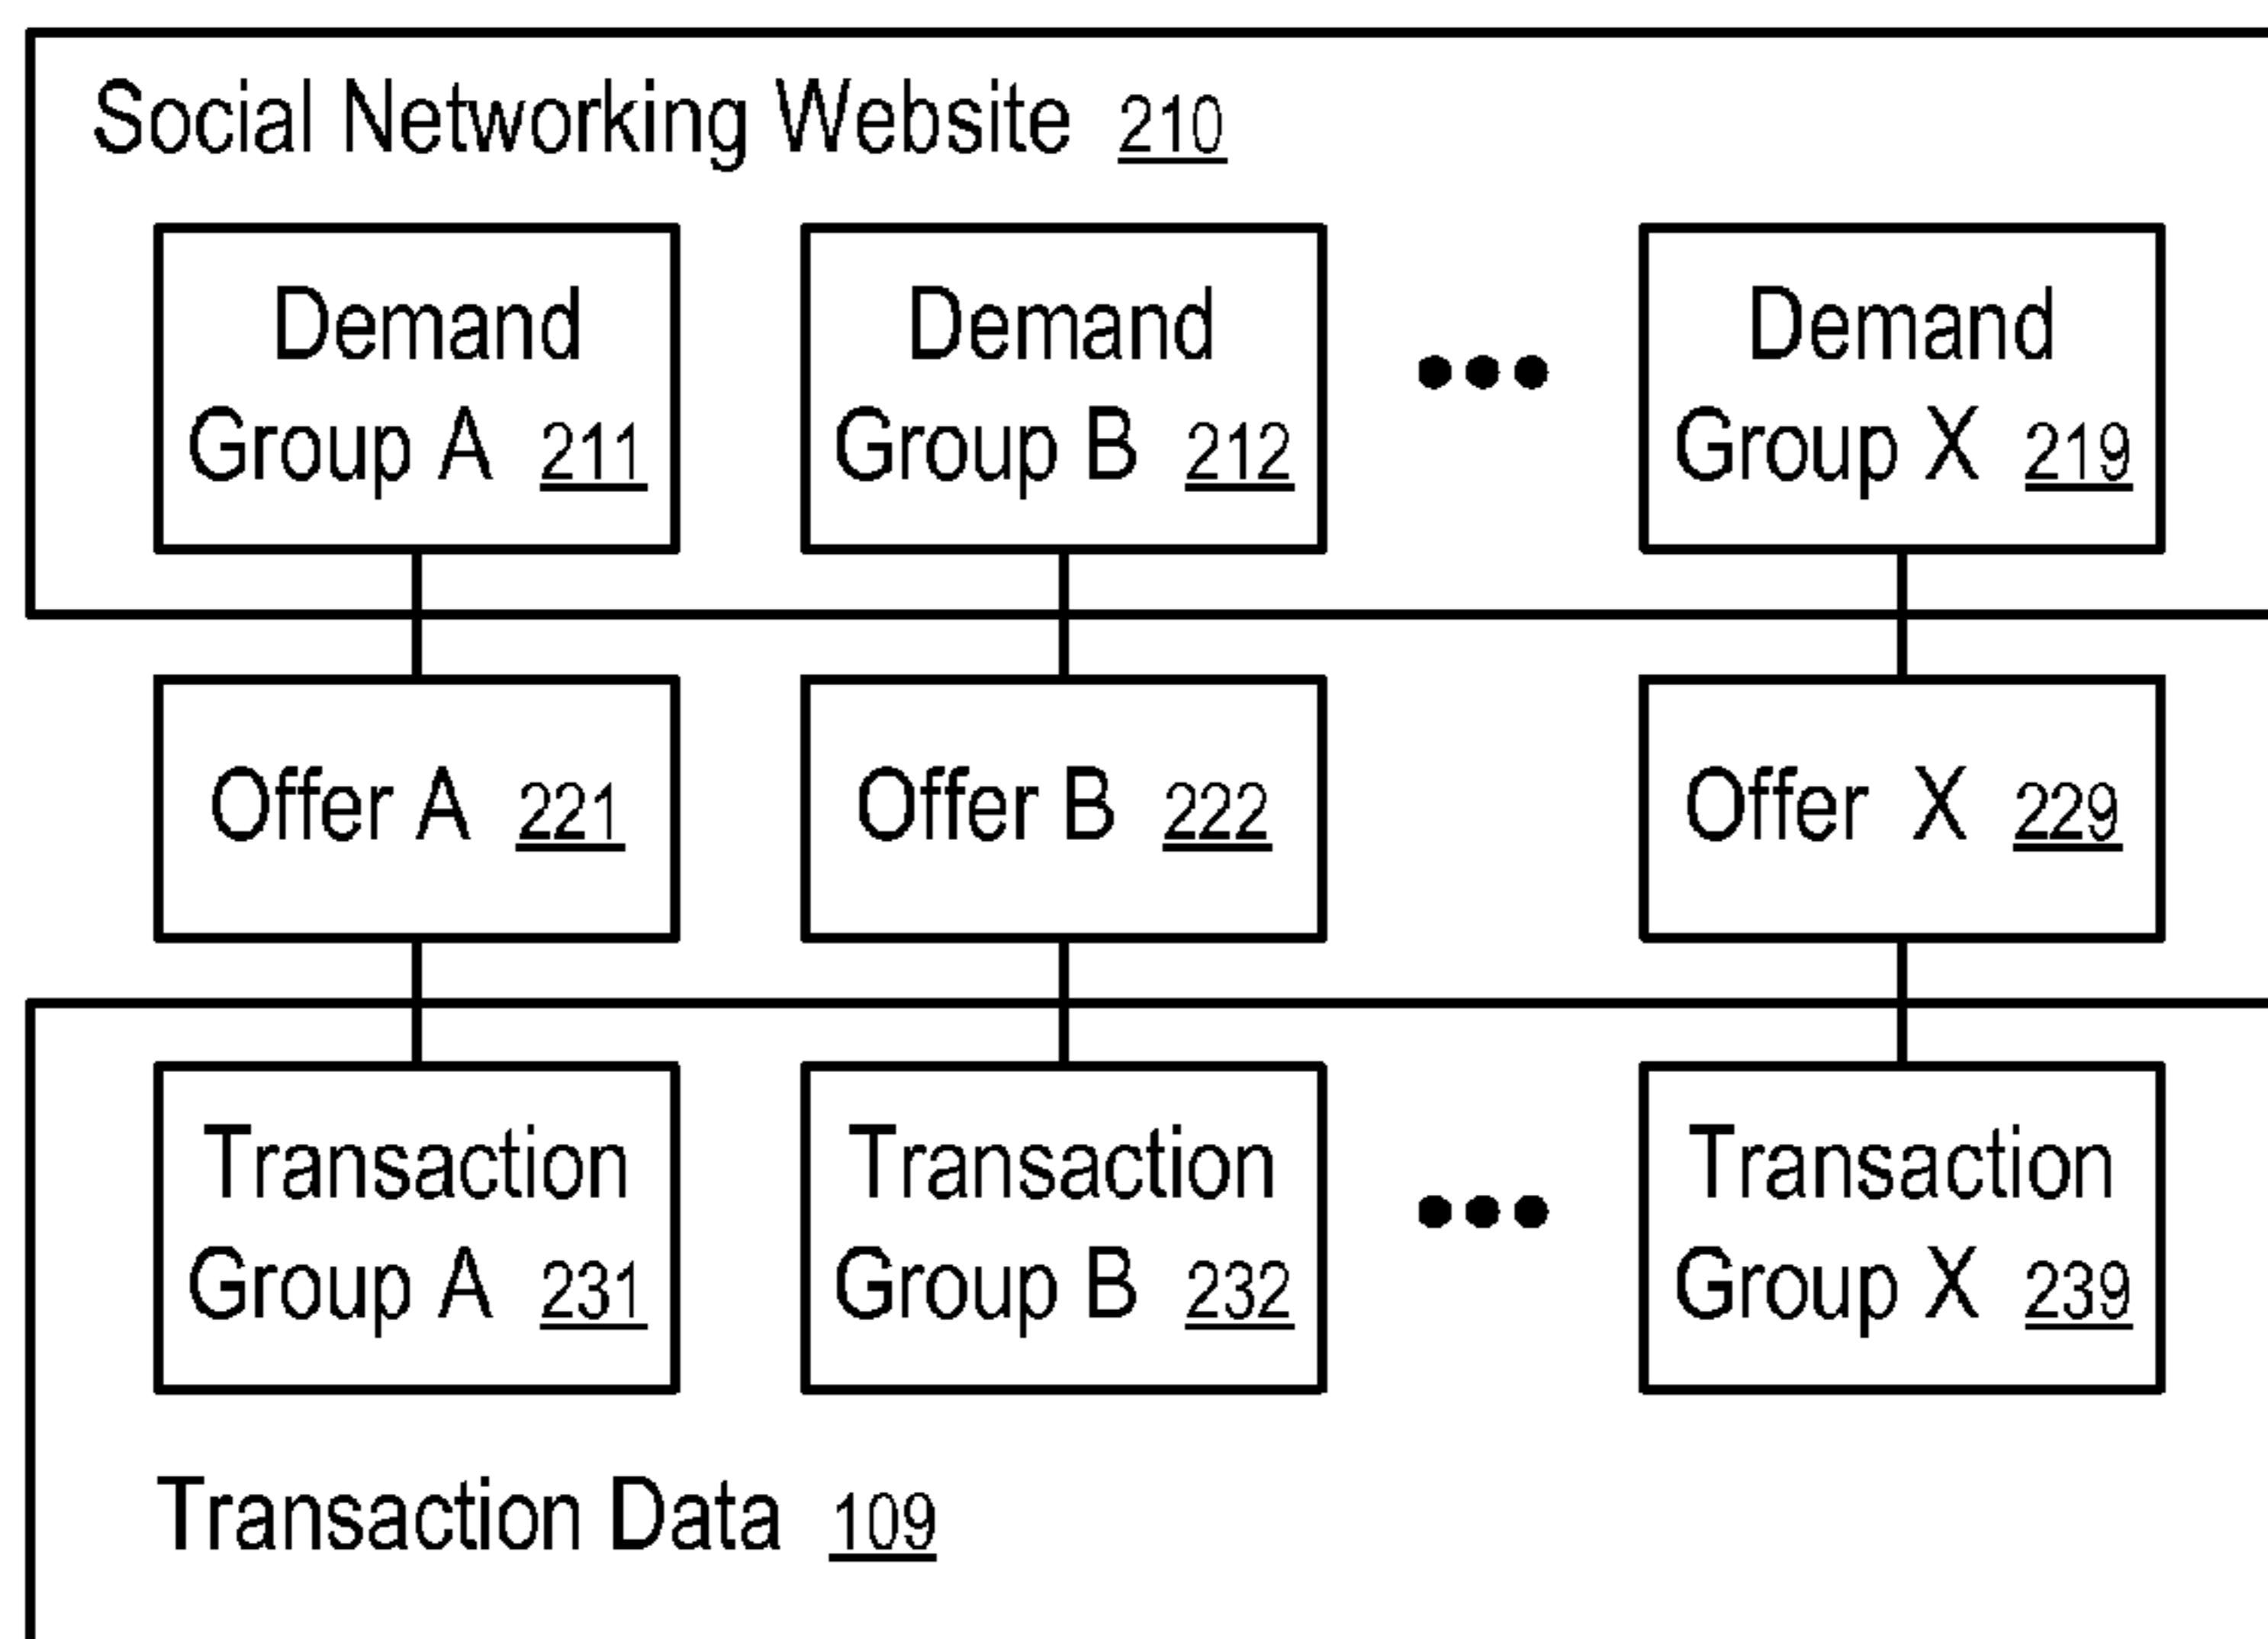 Social Networking Website 210
Demand
Group A 211
Demand
Group B 212
Demand
Group X 219
Offer A 221
Offer B 222
Offer X 229
Transaction
Group A 231
Transaction
Group B 232
Transaction
Group X 239
Transaction Data 109